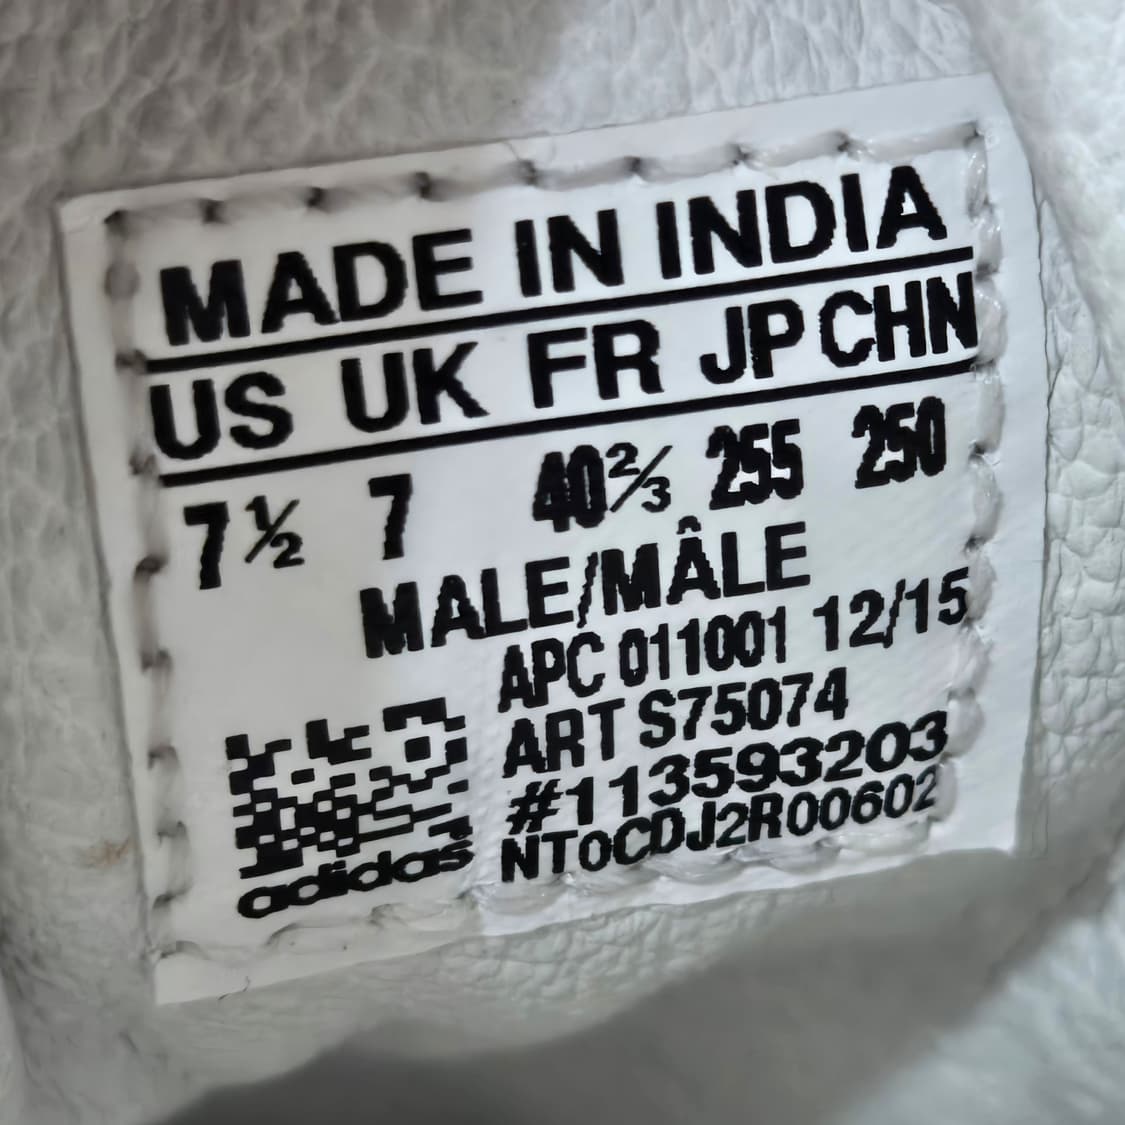 MADE IN INDIA
US UK FR JP CHN
7½ 7 40⅔ 255 250
MALE/MÂLE
APC 011001 12/15
ART S75074
#113593203
NT0CDJ2R00602
adidas